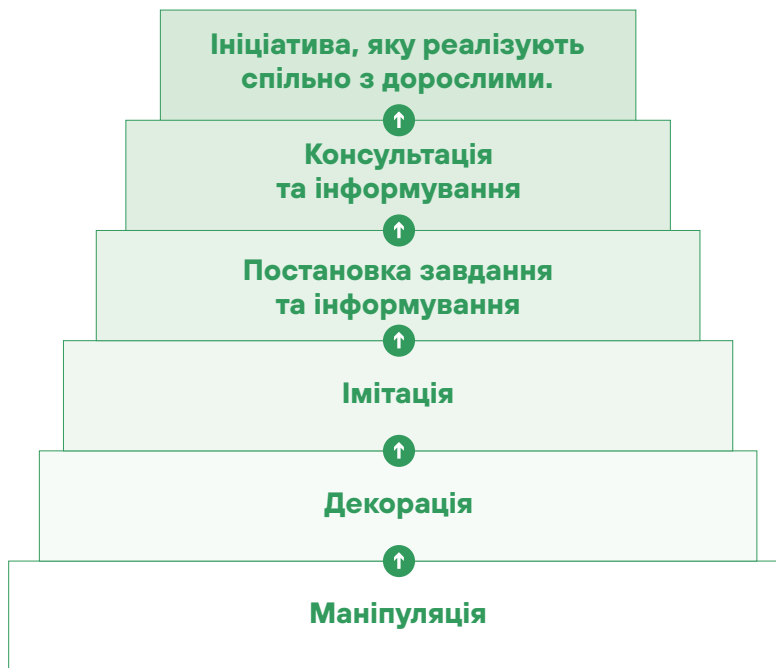 Ініціатива, яку реалізують
спільно з дорослими.
Консультація
та інформування
Постановка завдання
та інформування
Імітація
Декорація
Маніпуляція